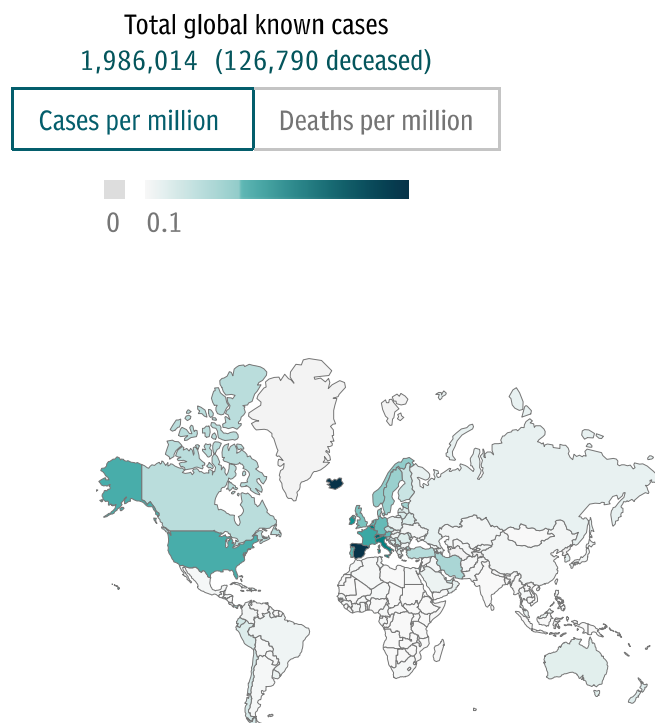 Total global known cases
1,986,014 (126,790 deceased)
Cases per million Deaths per million
0 0.1